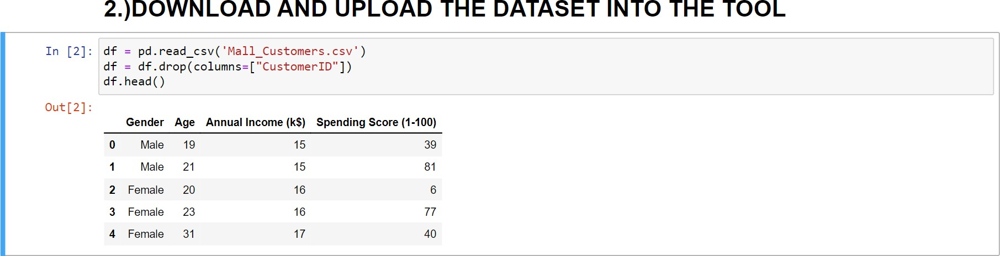 2.)DOWNLOAD AND UPLOAD THE DATASET INTO THE TOOL
In [2]: df = pd.read_csv('Mall_Customers.csv')
df = df.drop(columns=["CustomerID"])
df.head()
Out[2]:
Gender Age Annual Income (k$) Spending Score (1-100)
0 Male 19 15 39
1 Male 21 15 81
2 Female 20 16 6
3 Female 23 16 77
4 Female 31 17 40